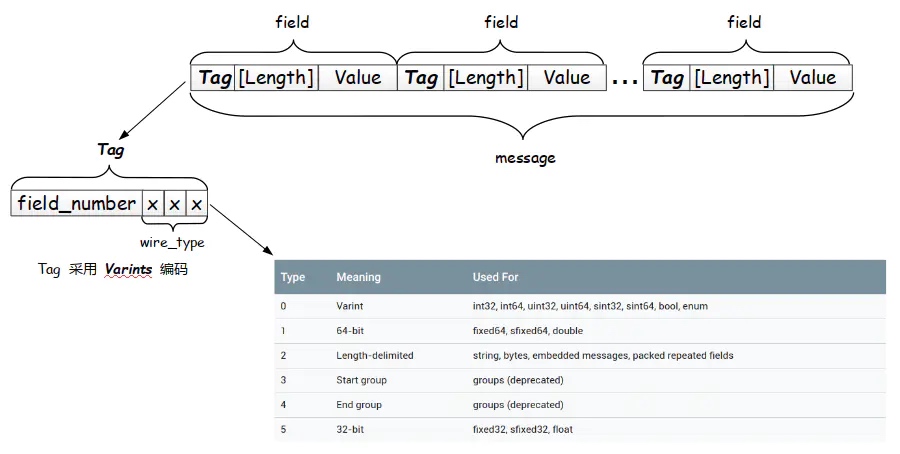 field field field
Tag [Length] Value Tag [Length] Value ... Tag [Length] Value
message
Tag
field_number x x x
wire_type
Tag 采用 Varints 编码
Type Meaning Used For
0 Varint int32, int64, uint32, uint64, sint32, sint64, bool, enum
1 64-bit fixed64, sfixed64, double
2 Length-delimited string, bytes, embedded messages, packed repeated fields
3 Start group groups (deprecated)
4 End group groups (deprecated)
5 32-bit fixed32, sfixed32, float